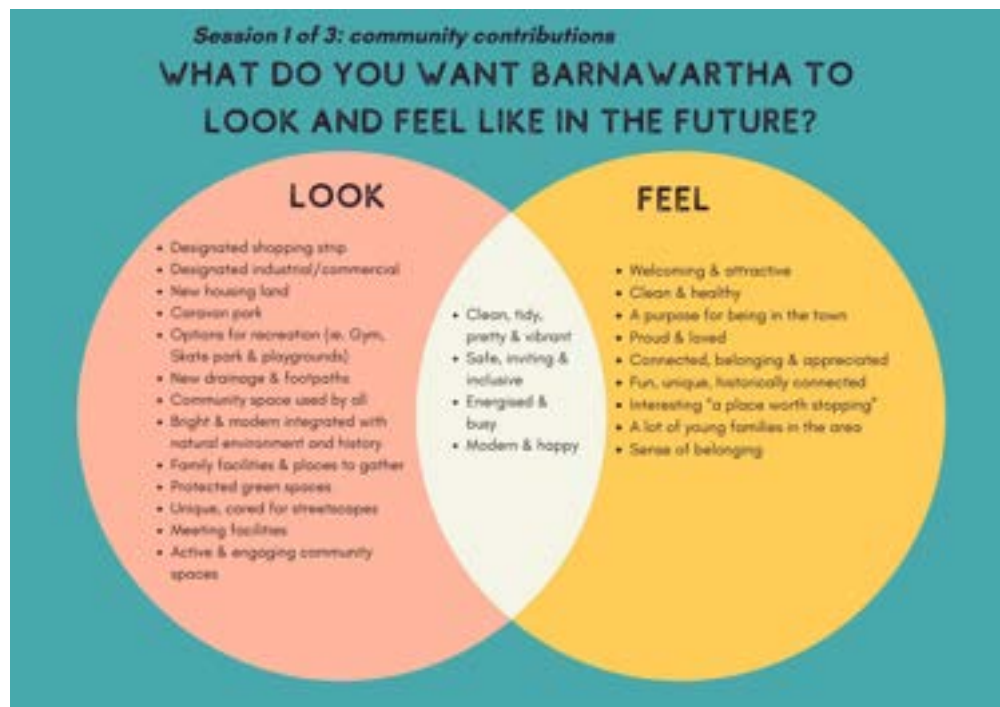 Session 1 of 3: community contributions
WHAT DO YOU WANT BARNAWARTHA TO
LOOK AND FEEL LIKE IN THE FUTURE?
LOOK
• Designated shopping strip
• Designated industrial/commercial
• New housing land
• Caravan park
• Options for recreation (ie. Gym,
Skate park & playgrounds)
• New drainage & footpaths
• Community space used by all
• Bright & modern integrated with
natural environment and history
• Family facilities & places to gather
• Protected green spaces
• Unique, cared for streetscapes
• Meeting facilities
• Active & engaging community
spaces
• Clean, tidy,
pretty & vibrant
• Safe, inviting &
inclusive
• Energised &
busy
• Modern & happy
FEEL
• Welcoming & attractive
• Clean & healthy
• A purpose for being in the town
• Proud & loved
• Connected, belonging & appreciated
• Fun, unique, historically connected
• Interesting "a place worth stopping"
• A lot of young families in the area
• Sense of belonging